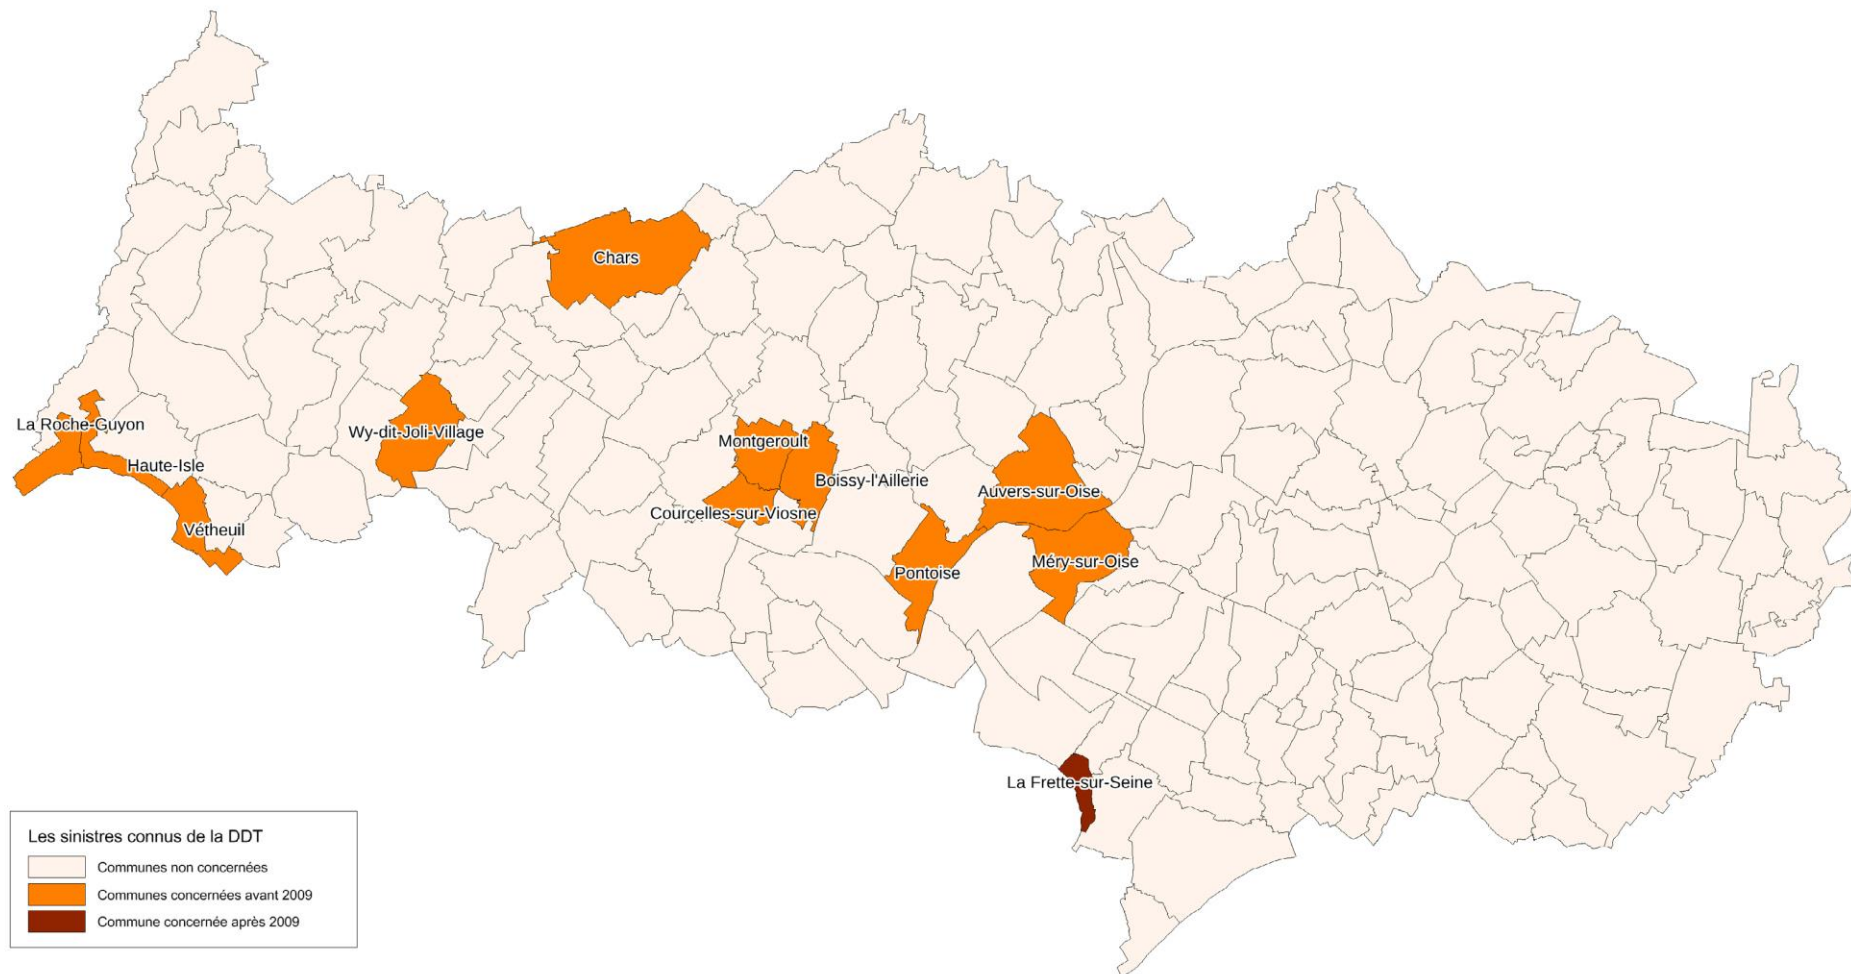 Chars
La Roche-Guyon
Wy-dit-Joli-Village
Montgeroult
Haute-Isle
Boissy-l'Aillerie
Auvers-sur-Oise
Courcelles-sur-Viosne
Vétheuil
Méry-sur-Oise
Pontoise
La Frette-sur-Seine
Les sinistres connus de la DDT
Communes non concernées
Communes concernées avant 2009
Commune concernée après 2009